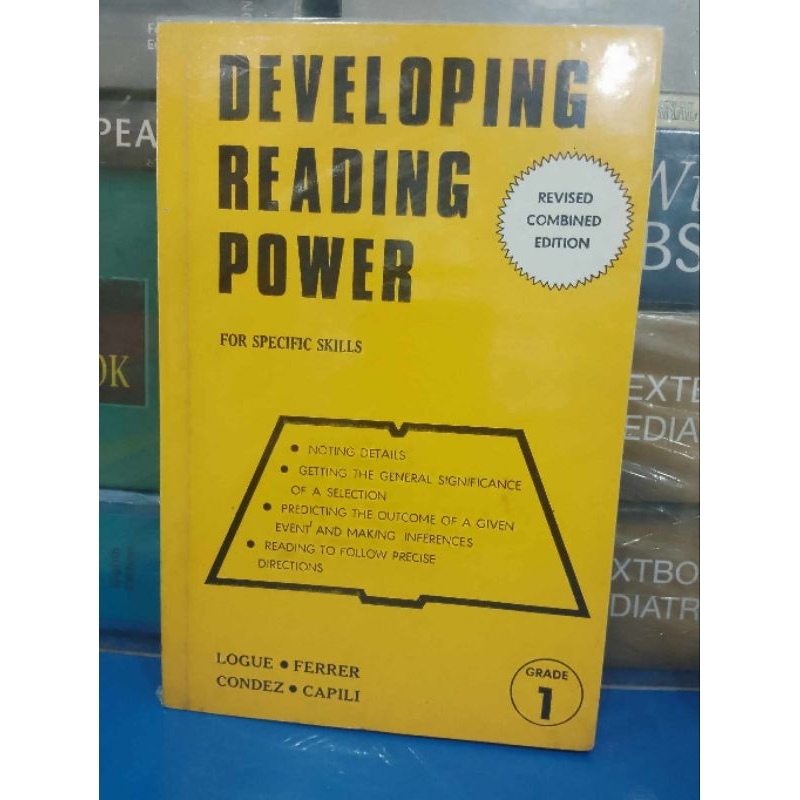 DEVELOPING
READING
POWER
REVISED
COMBINED
EDITION
FOR SPECIFIC SKILLS
● NOTING DETAILS
● GETTING THE GENERAL SIGNIFICANCE
OF A SELECTION
● PREDICTING THE OUTCOME OF A GIVEN
EVENT AND MAKING INFERENCES
● READING TO FOLLOW PRECISE
DIRECTIONS
LOGUE ● FERRER
CONDEZ ● CAPILI
GRADE
1
PEA
OK
BS
EXTE
EDIA
XTBO
DIATR